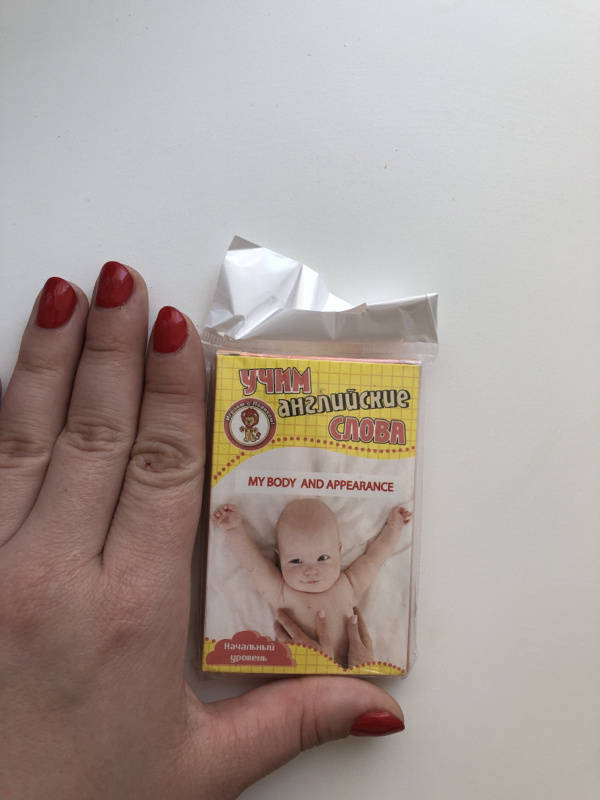 УЧИМ
английские
СЛОВА
MY BODY AND APPEARANCE
Начальный
уровень